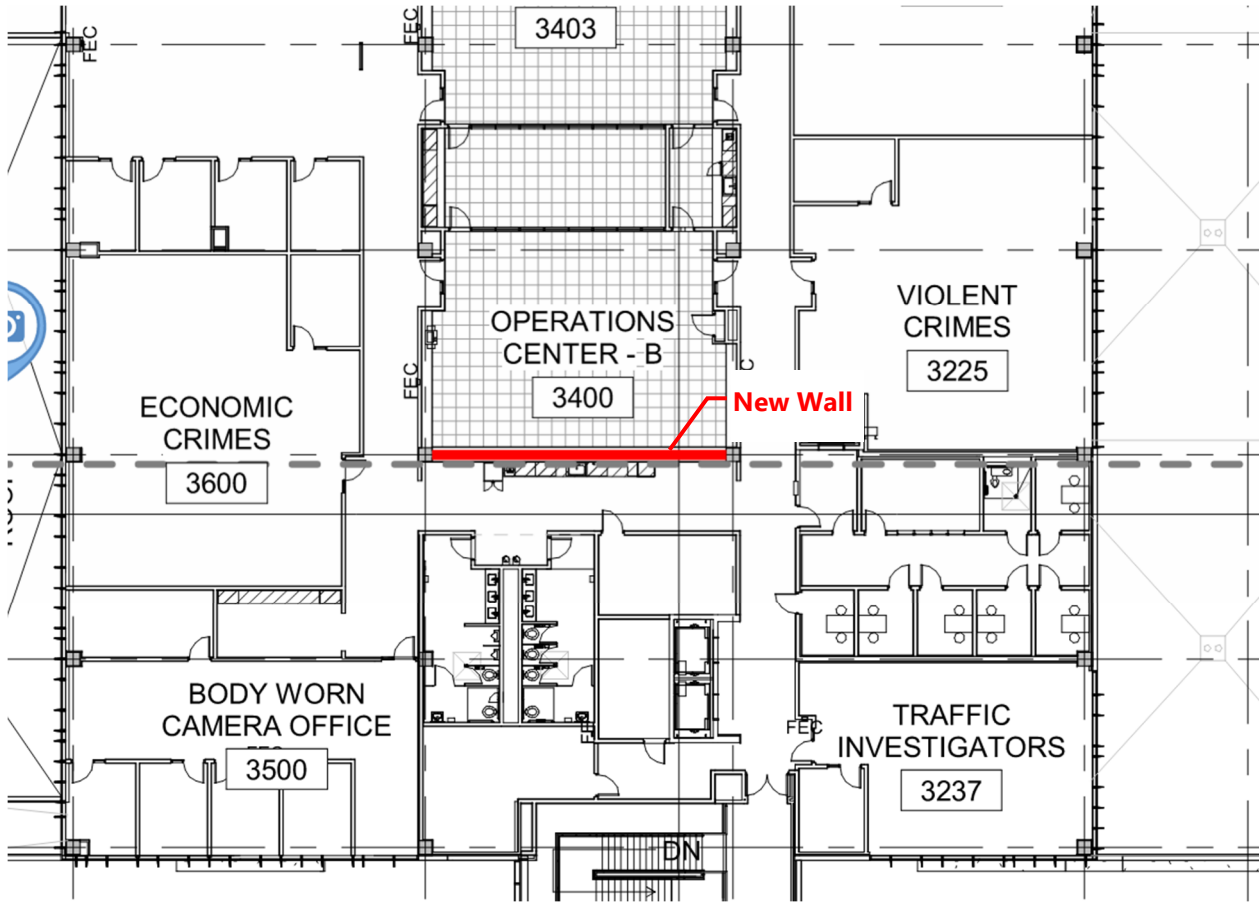 FEC
FEC
3403
OPERATIONS
CENTER - B
3400
VIOLENT
CRIMES
3225
FEC
New Wall
ECONOMIC
CRIMES
3600
BODY WORN
CAMERA OFFICE
3500
FEC
TRAFFIC
INVESTIGATORS
3237
DN